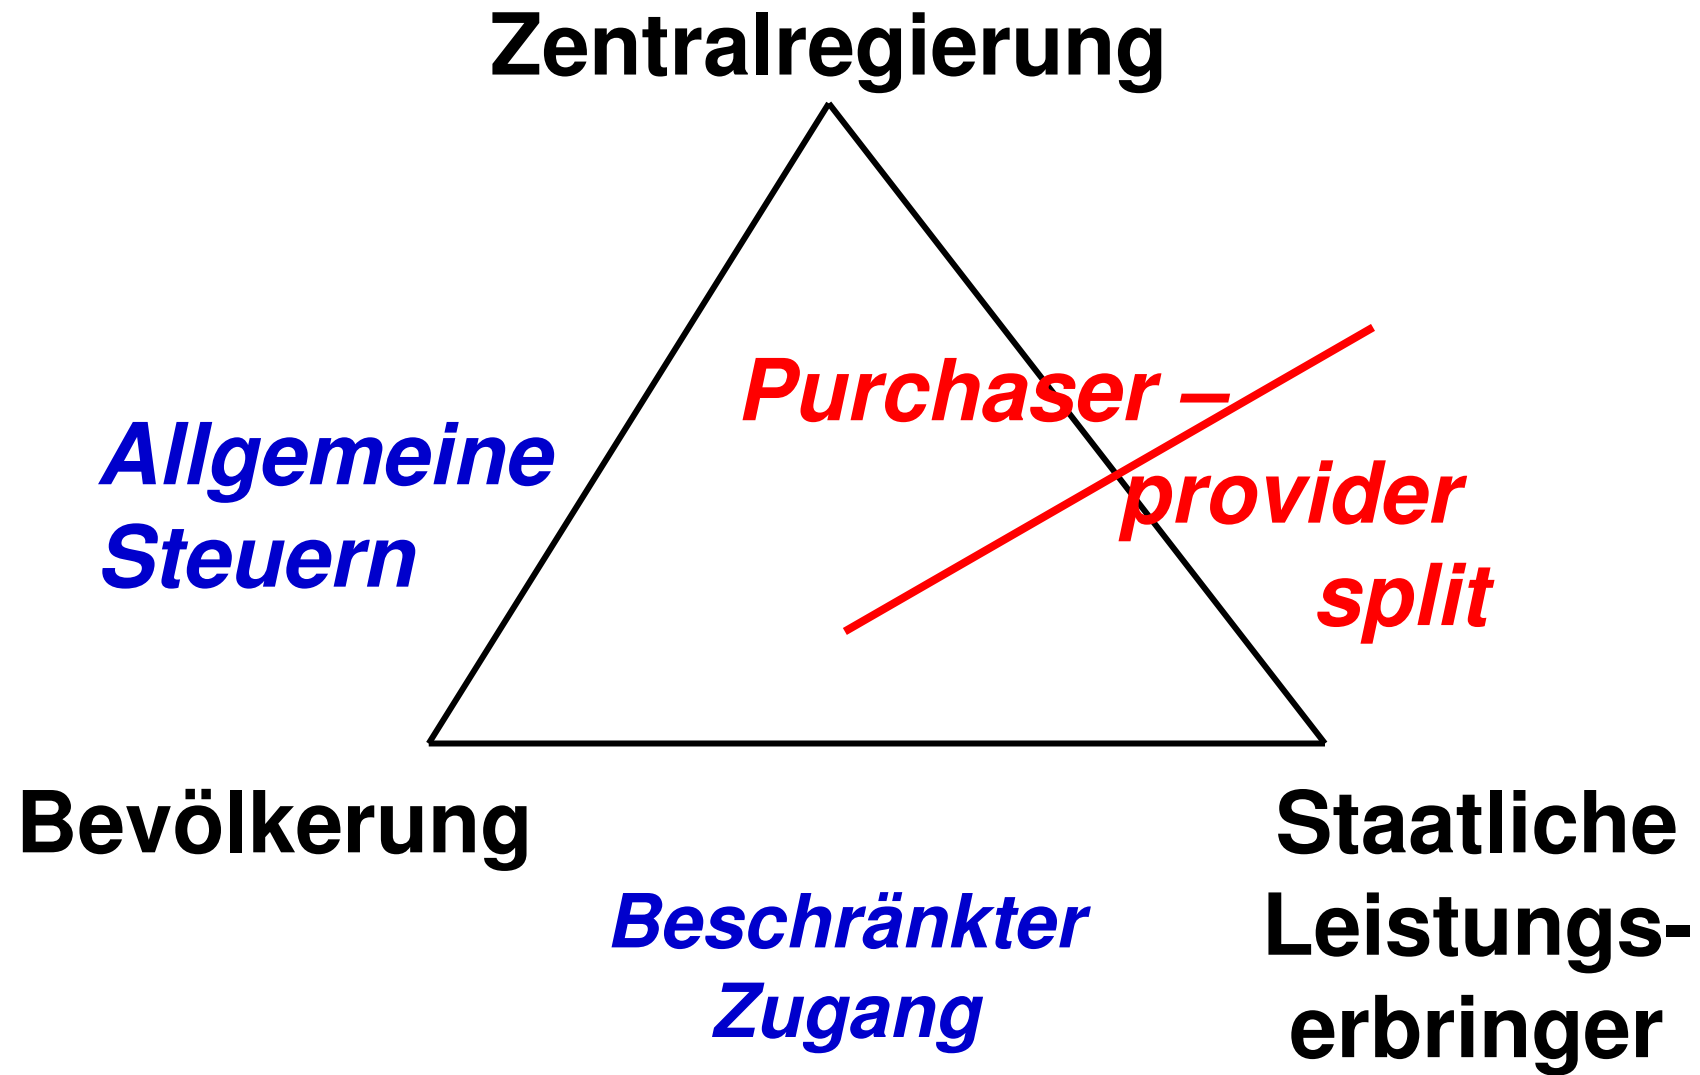 Zentralregierung
Purchaser –
Allgemeine
provider
Steuern
split
Bevölkerung
Staatliche
Beschränkter
Leistungs-
Zugang
erbringer